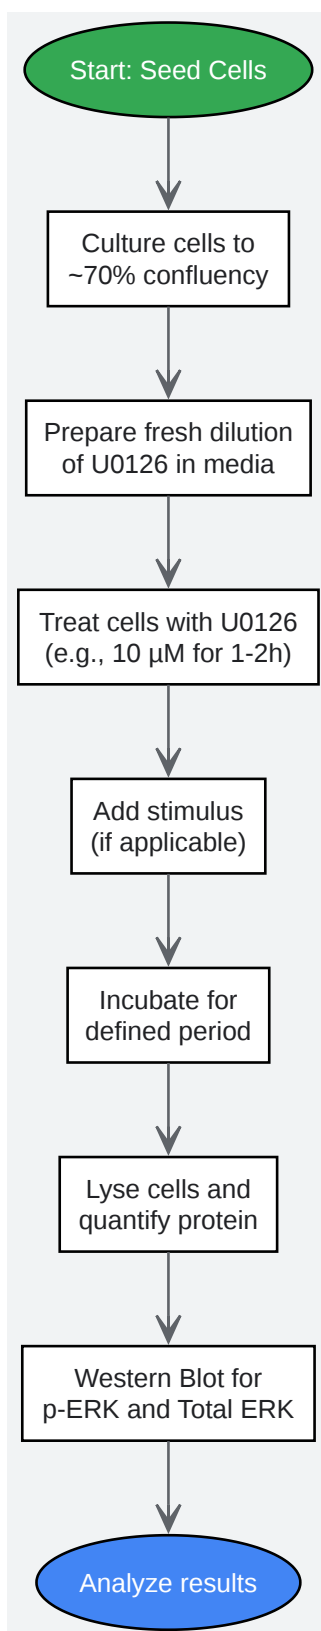 Start: Seed Cells
Culture cells to
~70% confluency
Prepare fresh dilution
of U0126 in media
Treat cells with U0126
(e.g., 10 µM for 1-2h)
Add stimulus
(if applicable)
Incubate for
defined period
Lyse cells and
quantify protein
Western Blot for
p-ERK and Total ERK
Analyze results